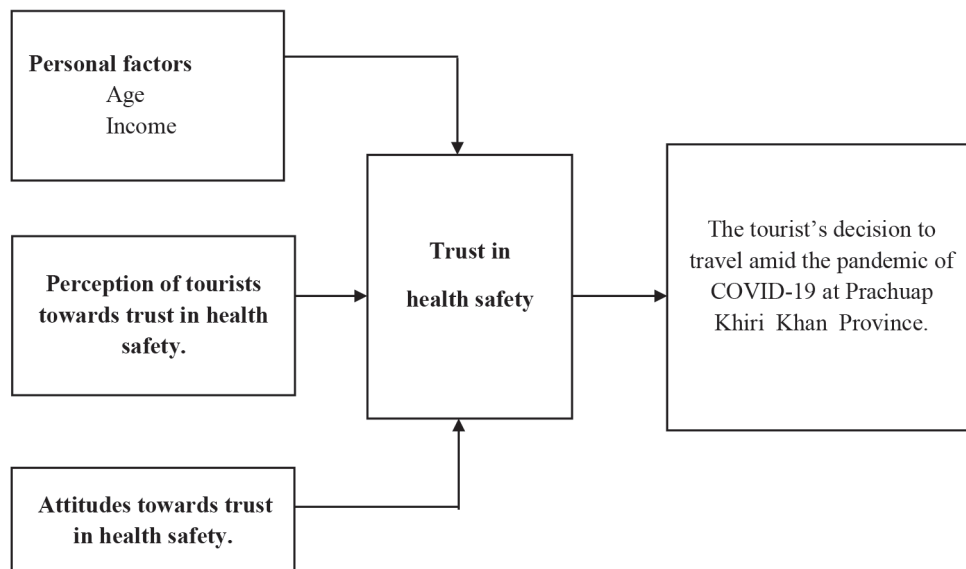 Personal factors
Age
Income
Perception of tourists
towards trust in health
safety.
Attitudes towards trust
in health safety.
Trust in
health safety
The tourist’s decision to
travel amid the pandemic of
COVID-19 at Prachuap
Khiri Khan Province.